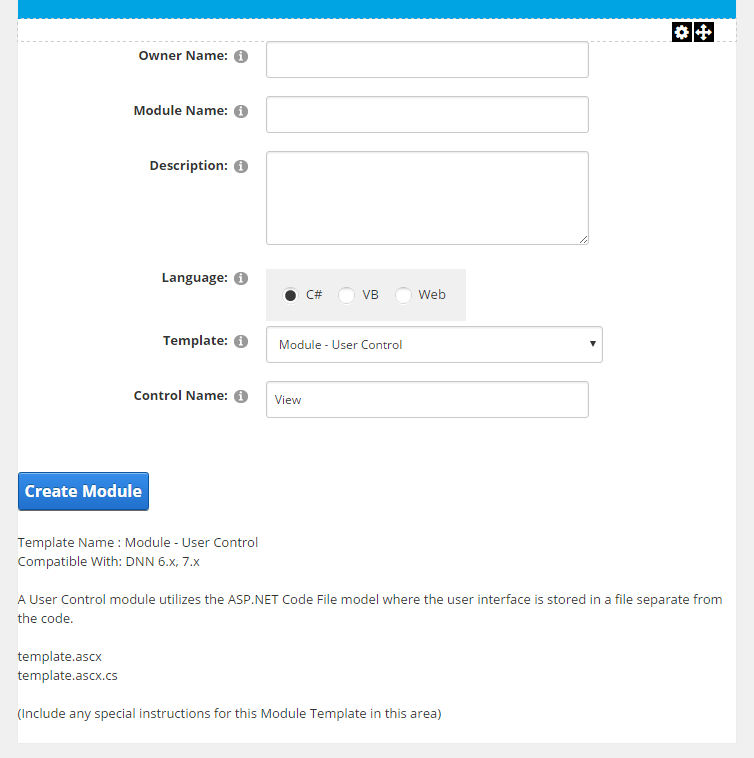 Owner Name:
Module Name:
Description:
Language:
C# VB Web
Template:
Module - User Control
Control Name:
View
Create Module
Template Name : Module - User Control
Compatible With: DNN 6.x, 7.x
A User Control module utilizes the ASP.NET Code File model where the user interface is stored in a file separate from
the code.
template.ascx
template.ascx.cs
(Include any special instructions for this Module Template in this area)